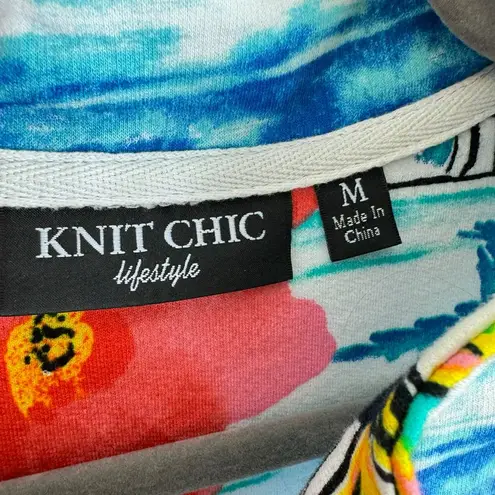 KNIT CHIC
lifestyle
M
Made In
China